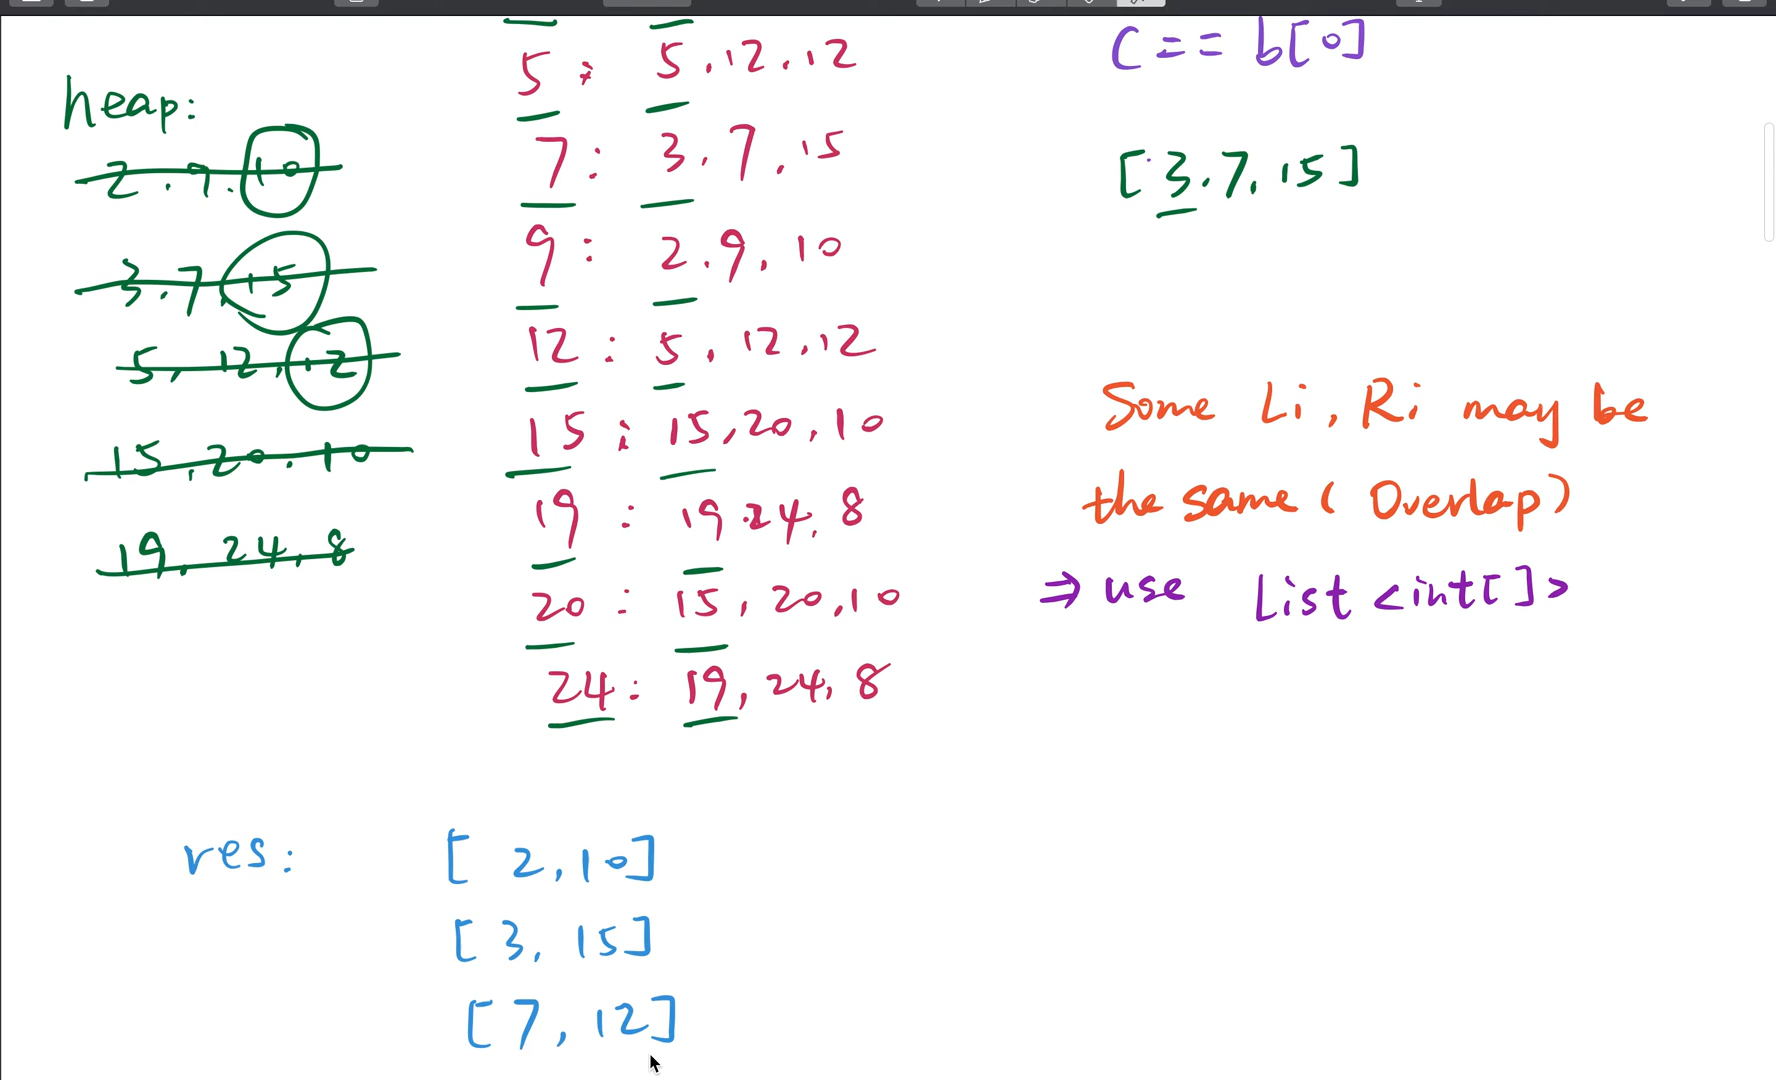 heap:
2.9.10
3.7.15
5,12,12
15,20.10
19,24,8
5: 5.12.12
7: 3.7.15
9: 2.9.10
12: 5.12.12
15: 15,20,10
19: 19.24,8
20: 15,20,10
24: 19,24,8
C == b[0]
[3.7.15]
Some Li, Ri may be
the same (Overlap)
⇒ use List <int[]>
res: [2,10]
[3,15]
[7,12]